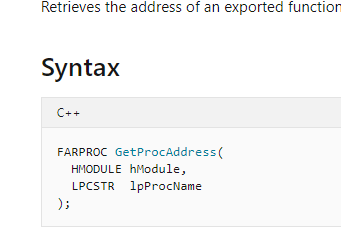 Retrieves the address of an exported function
Syntax
C++
FARPROC GetProcAddress(
  HMODULE hModule,
  LPCSTR  lpProcName
);